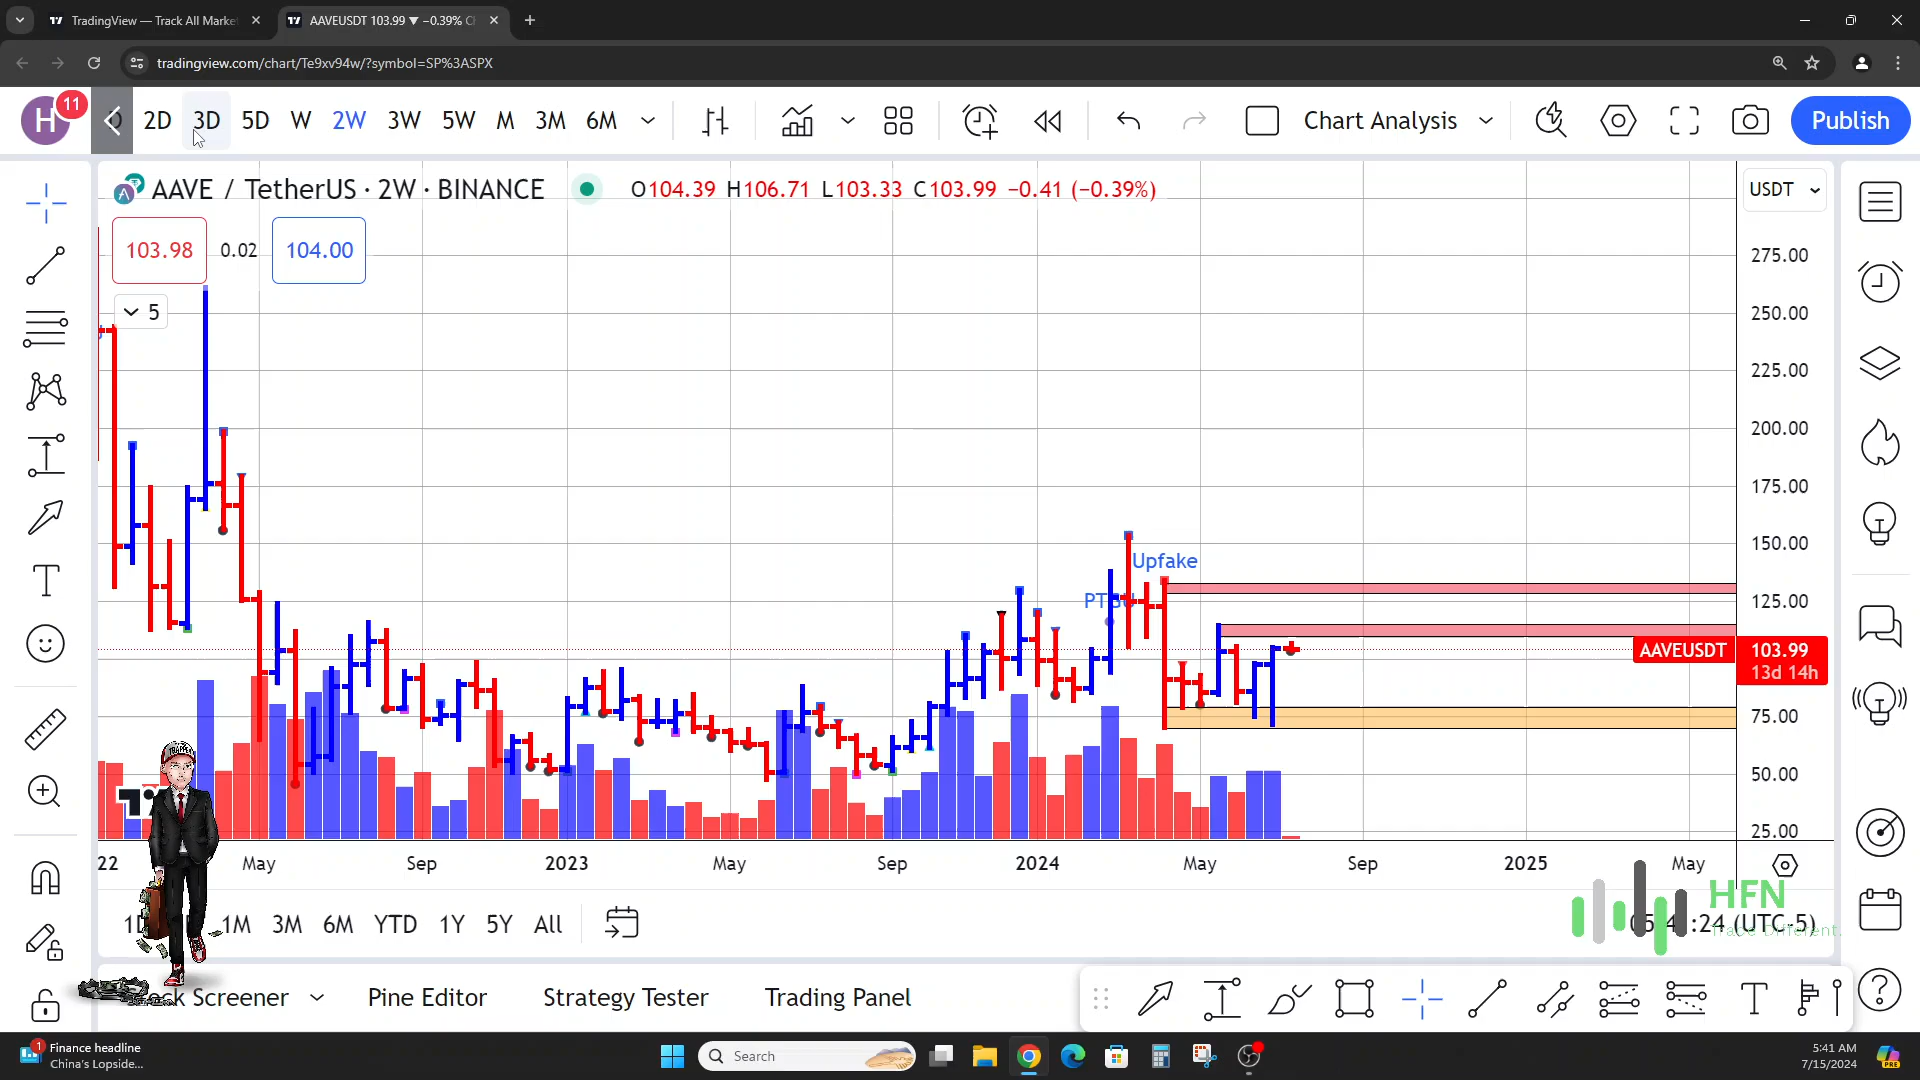 TradingView — Track All Marke
AAVEUSDT 103.99 ▼ −0.39% Cl
tradingview.com/chart/Te9xv94w/?symbol=SP%3ASPX
H 11 2D 3D 5D W 2W 3W 5W M 3M 6M Chart Analysis Publish
AAVE / TetherUS · 2W · BINANCE O104.39 H106.71 L103.33 C103.99 −0.41 (−0.39%) USDT
103.98 0.02 104.00
5
275.00
250.00
225.00
200.00
175.00
150.00
Upfake
125.00
AAVEUSDT 103.99
13d 14h
75.00
50.00
25.00
TRAPPER
22 May Sep 2023 May Sep 2024 May Sep 2025 May
HFN
1M 3M 6M YTD 1Y 5Y All :24 (UTC-5)
Trade Different.
Screener Pine Editor Strategy Tester Trading Panel
1 Finance headline
China's Lopside...
Search
5:41 AM
7/15/2024
PRE